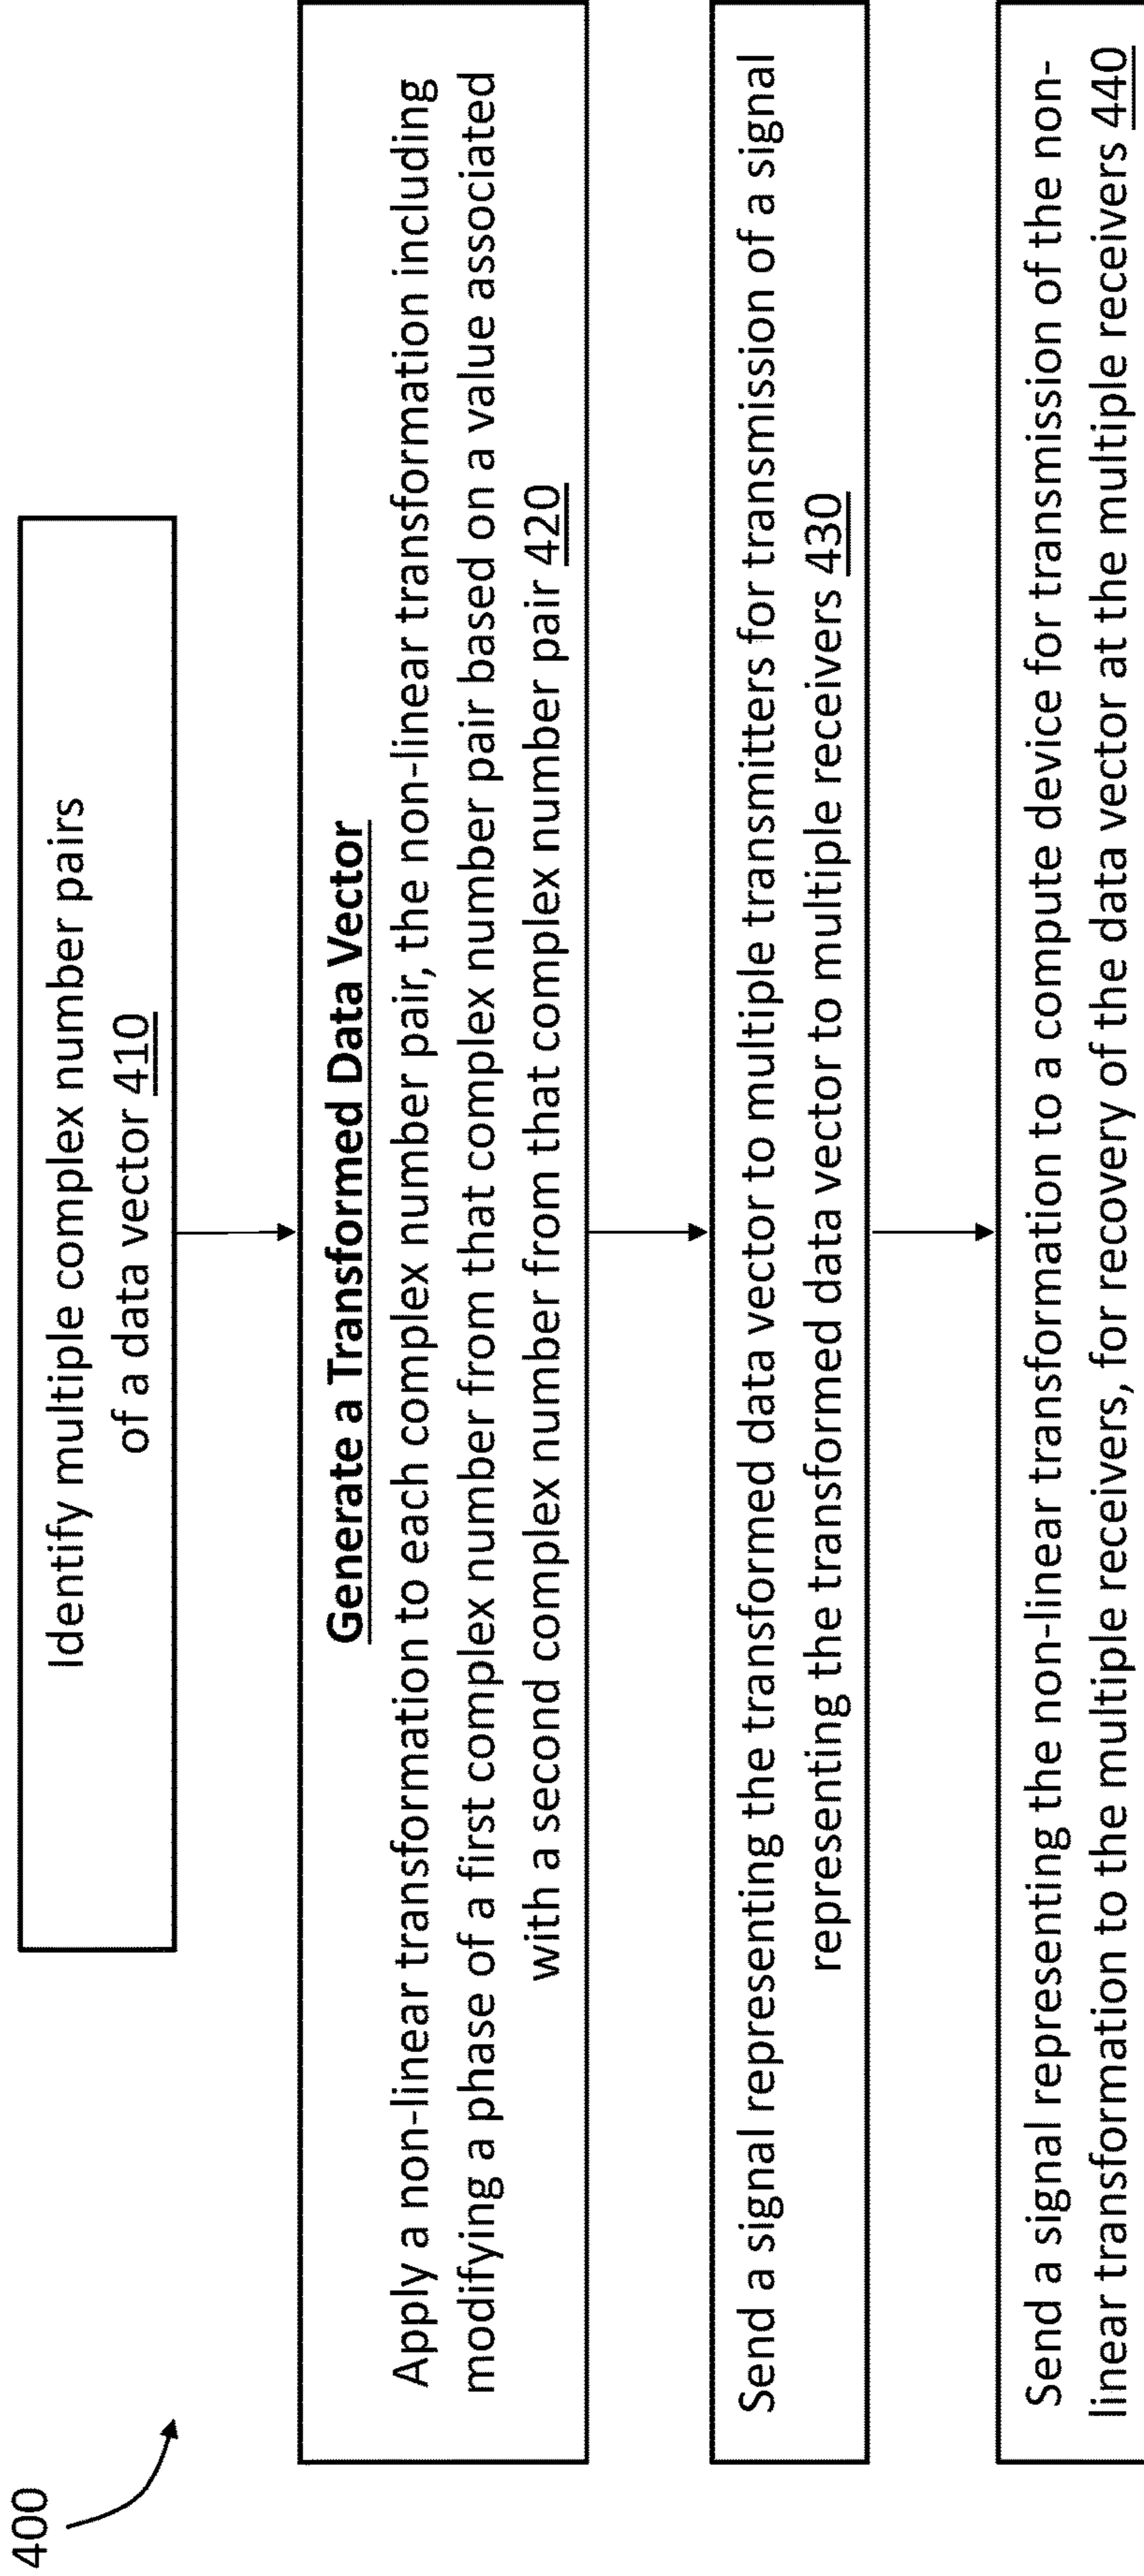 400
Identify multiple complex number pairs
of a data vector 410
Generate a Transformed Data Vector
Apply a non-linear transformation to each complex number pair, the non-linear transformation including
modifying a phase of a first complex number from that complex number pair based on a value associated
with a second complex number from that complex number pair 420
Send a signal representing the transformed data vector to multiple transmitters for transmission of a signal
representing the transformed data vector to multiple receivers 430
Send a signal representing the non-linear transformation to a compute device for transmission of the non-
linear transformation to the multiple receivers, for recovery of the data vector at the multiple receivers 440